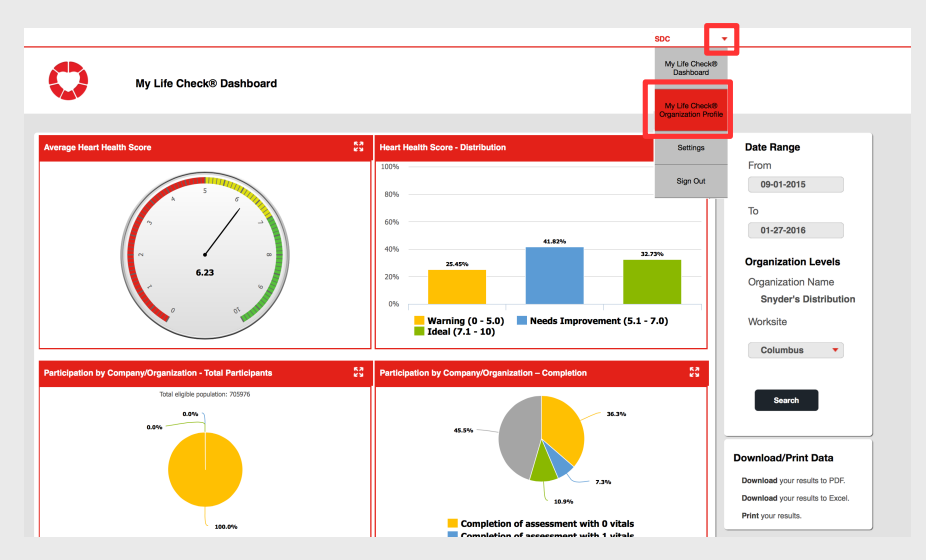 SDC
My Life Check®
Dashboard
My Life Check® Dashboard
My Life Check®
Organization Profile
Settings
Sign Out
Average Heart Health Score
0
1
2
3
4
5
6
7
8
9
10
6.23
Heart Health Score - Distribution
100%
80%
60%
40%
20%
0%
25.45%
41.82%
32.73%
Warning (0 - 5.0)
Needs Improvement (5.1 - 7.0)
Ideal (7.1 - 10)
Date Range
From
09-01-2015
To
01-27-2016
Organization Levels
Organization Name
Snyder's Distribution
Worksite
Columbus
Search
Participation by Company/Organization - Total Participants
Total eligible population: 705976
0.0%
0.0%
100.0%
Participation by Company/Organization – Completion
36.3%
45.5%
7.3%
10.9%
Completion of assessment with 0 vitals
Completion of assessment with 1 vitals
Download/Print Data
Download your results to PDF.
Download your results to Excel.
Print your results.